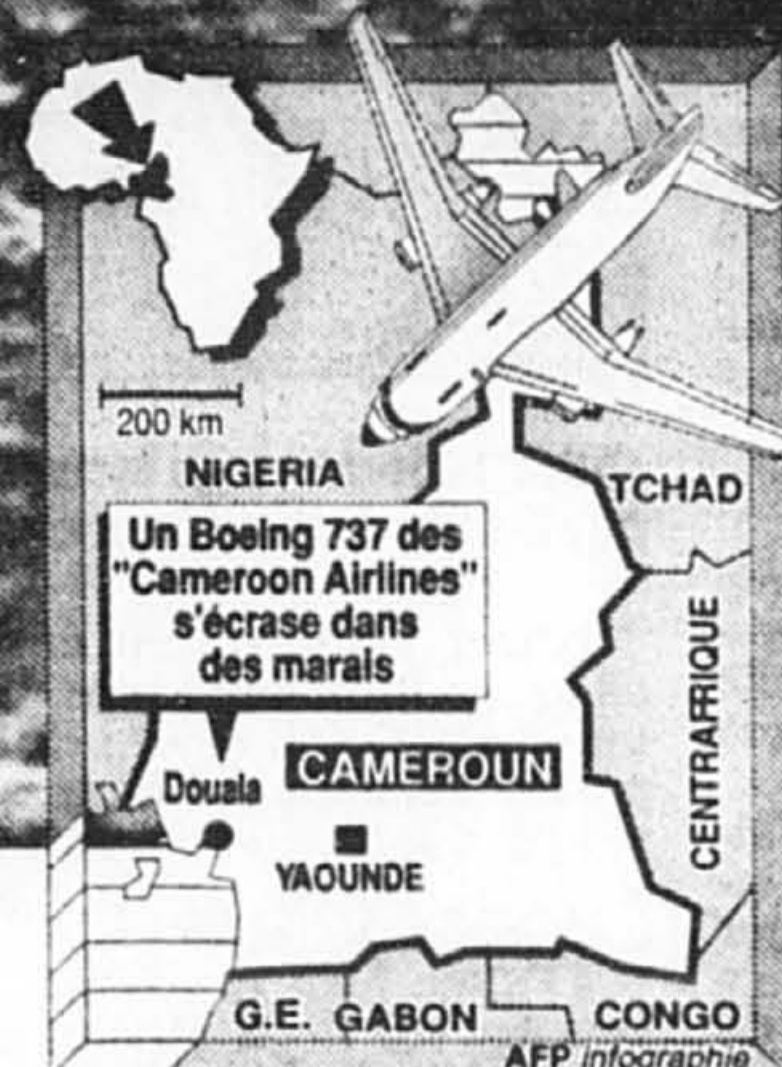 200 km
NIGERIA
TCHAD
Un Boeing 737 des
"Cameroon Airlines"
s'écrase dans
des marais
CENTRAFRIQUE
CAMEROUN
Douala
YAOUNDE
G.E. GABON CONGO
AFP infographie